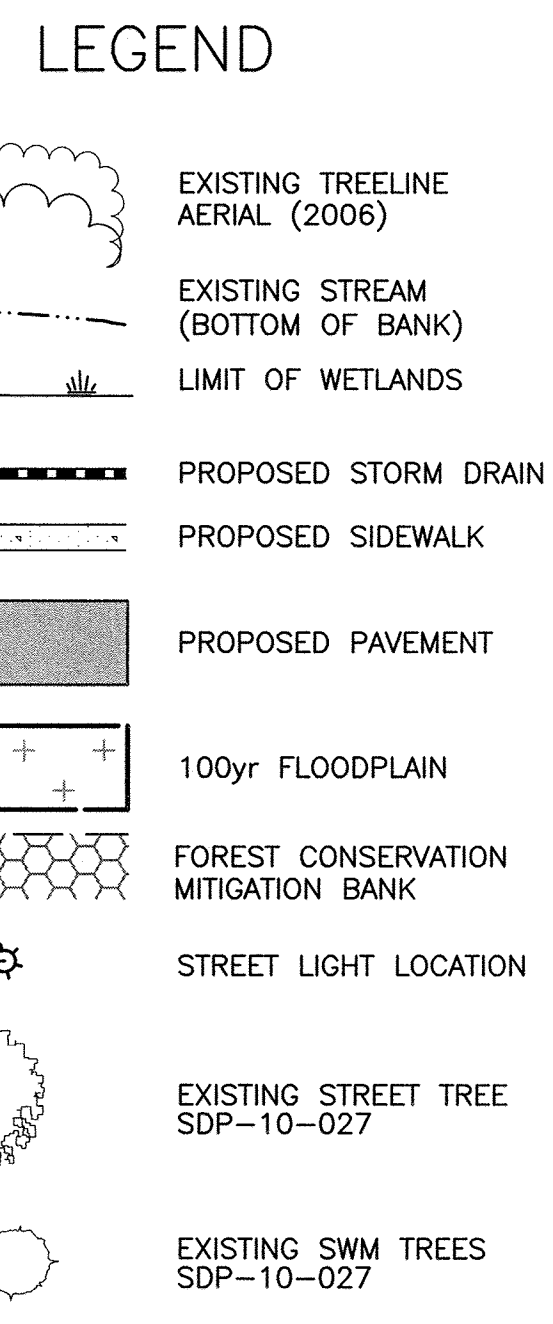 LEGEND
EXISTING TREELINE
AERIAL (2006)
EXISTING STREAM
(BOTTOM OF BANK)
LIMIT OF WETLANDS
PROPOSED STORM DRAIN
PROPOSED SIDEWALK
PROPOSED PAVEMENT
100yr FLOODPLAIN
FOREST CONSERVATION
MITIGATION BANK
STREET LIGHT LOCATION
EXISTING STREET TREE
SDP-10-027
EXISTING SWM TREES
SDP-10-027